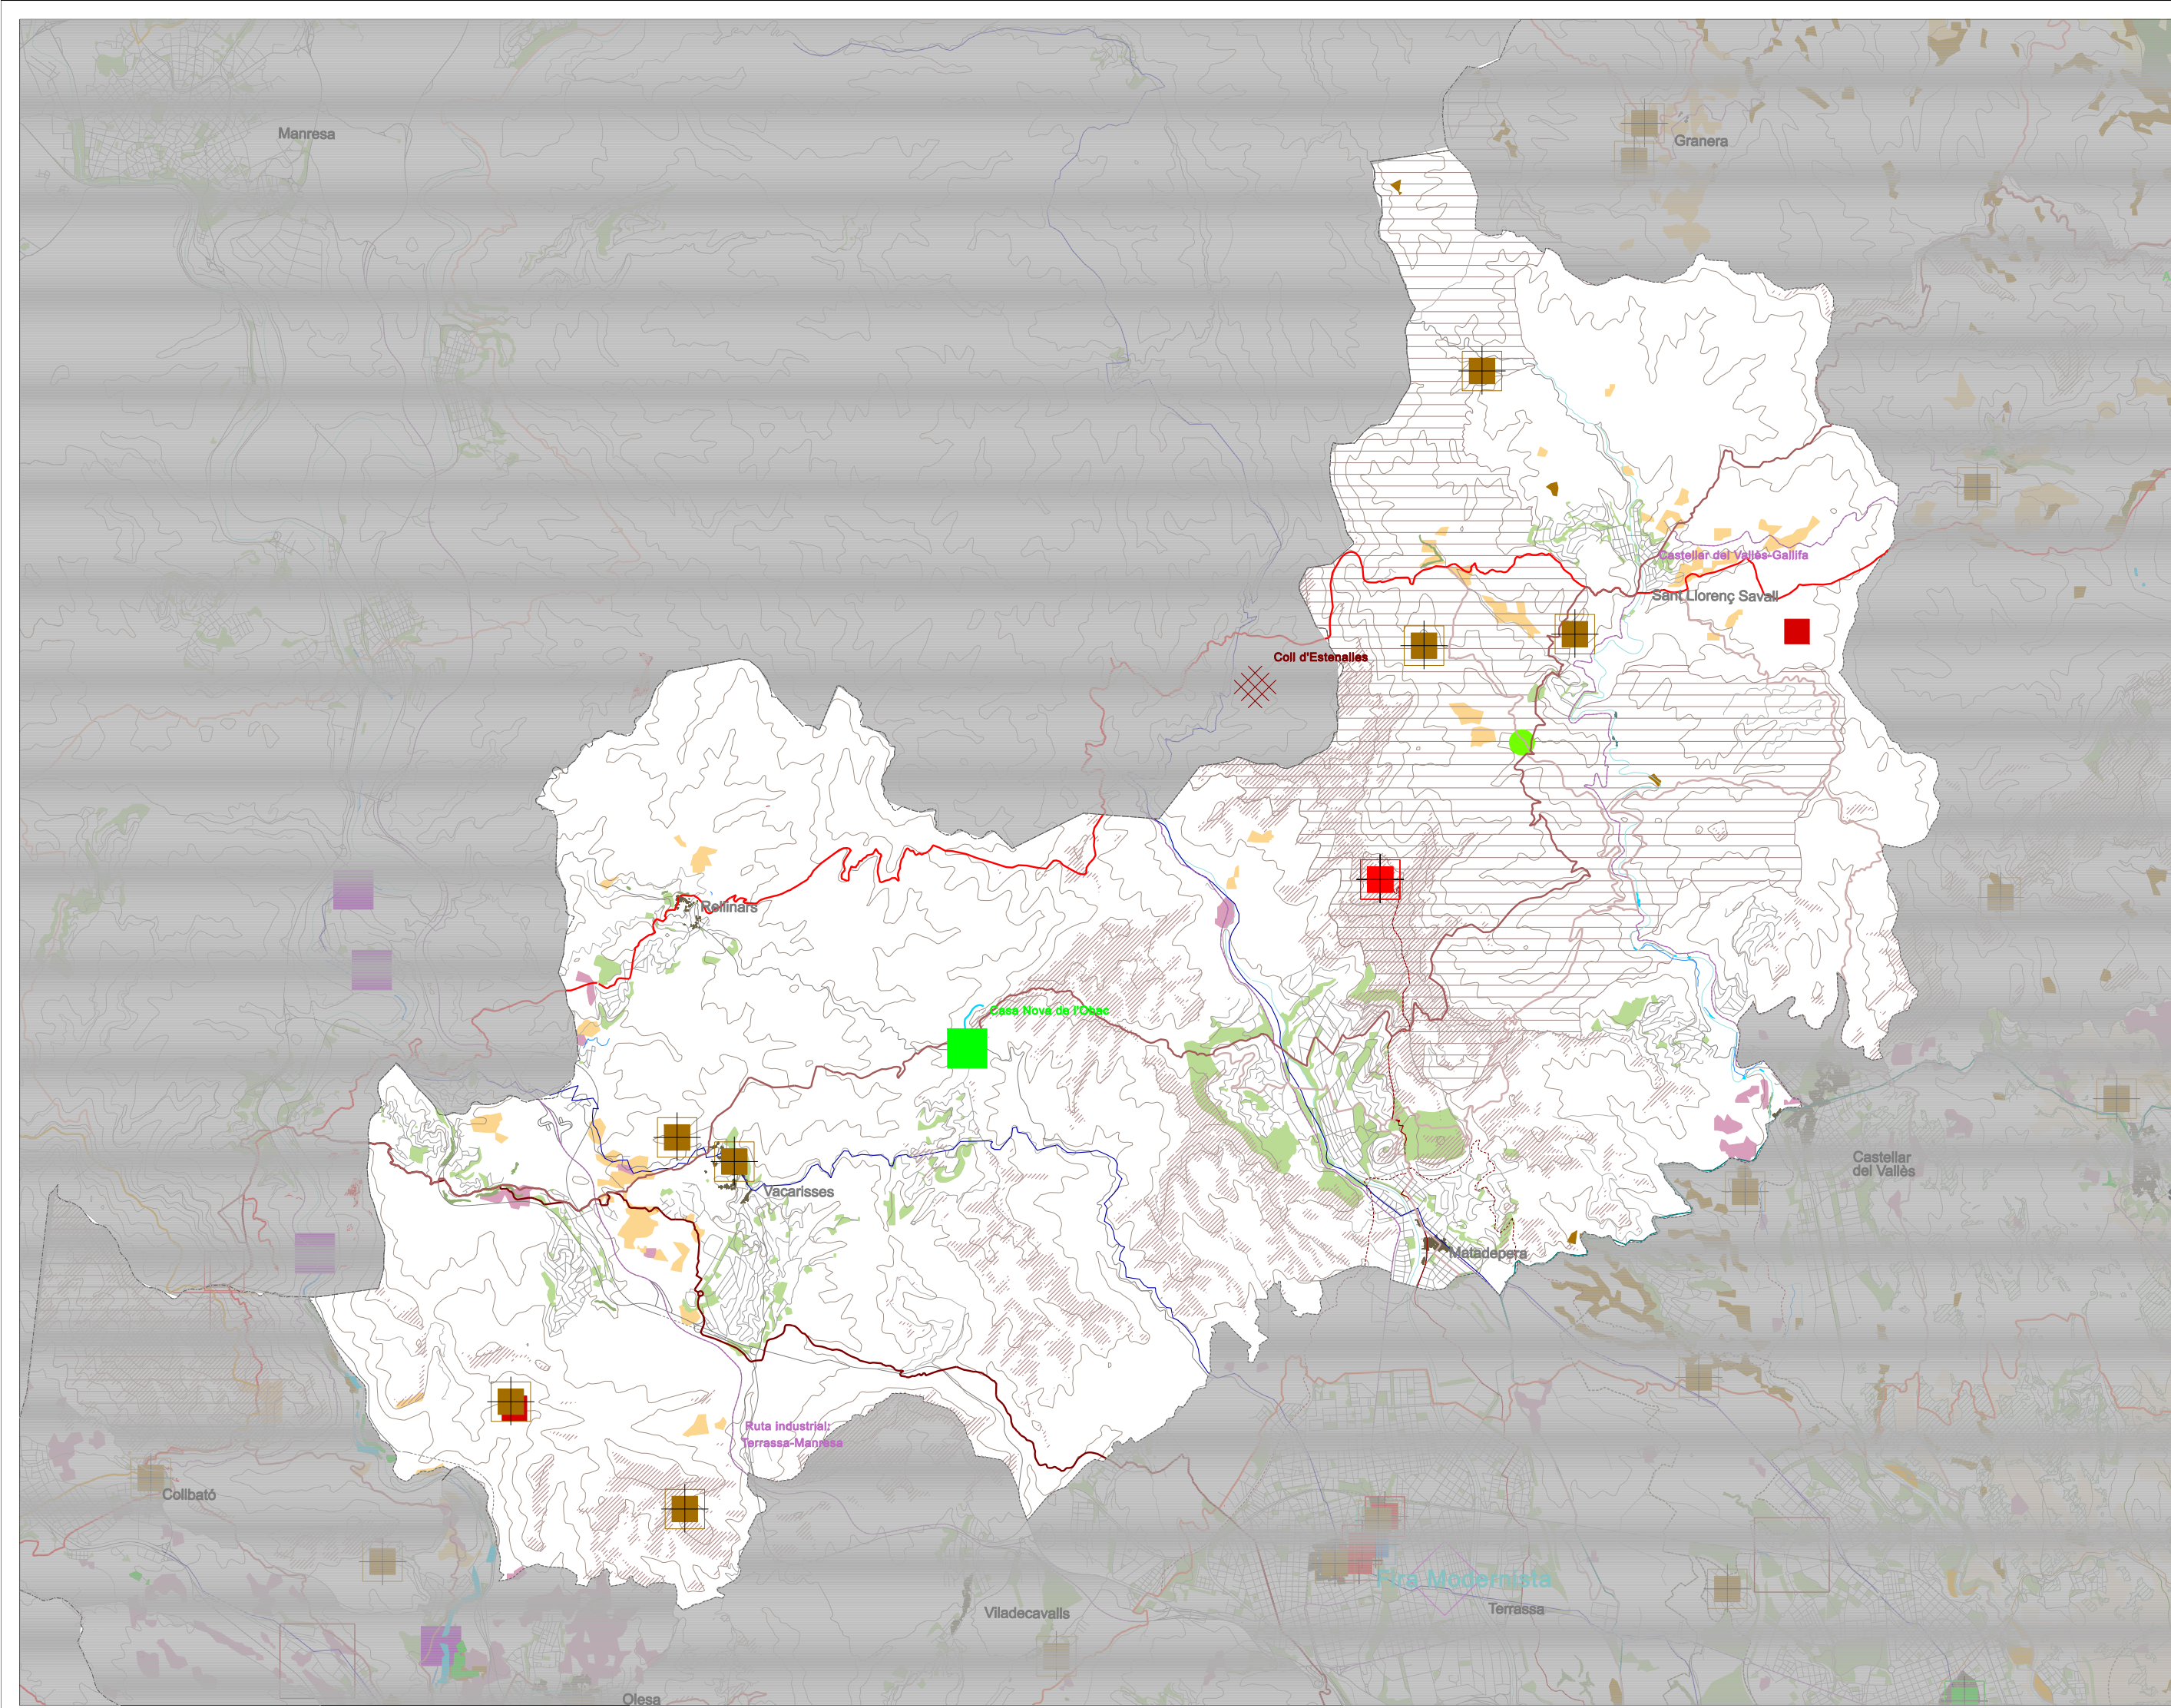 Manresa
Granera
Castellar del Vallès-Gallifa
Sant Llorenç Savall
Coll d'Estenalles
Rellinars
Casa Nova de l'Obac
Castellar
del Vallès
Vacarisses
Matadepera
Ruta industrial:
Terrassa-Manresa
Collbató
Fira Modernista
Terrassa
Viladecavalls
Olesa